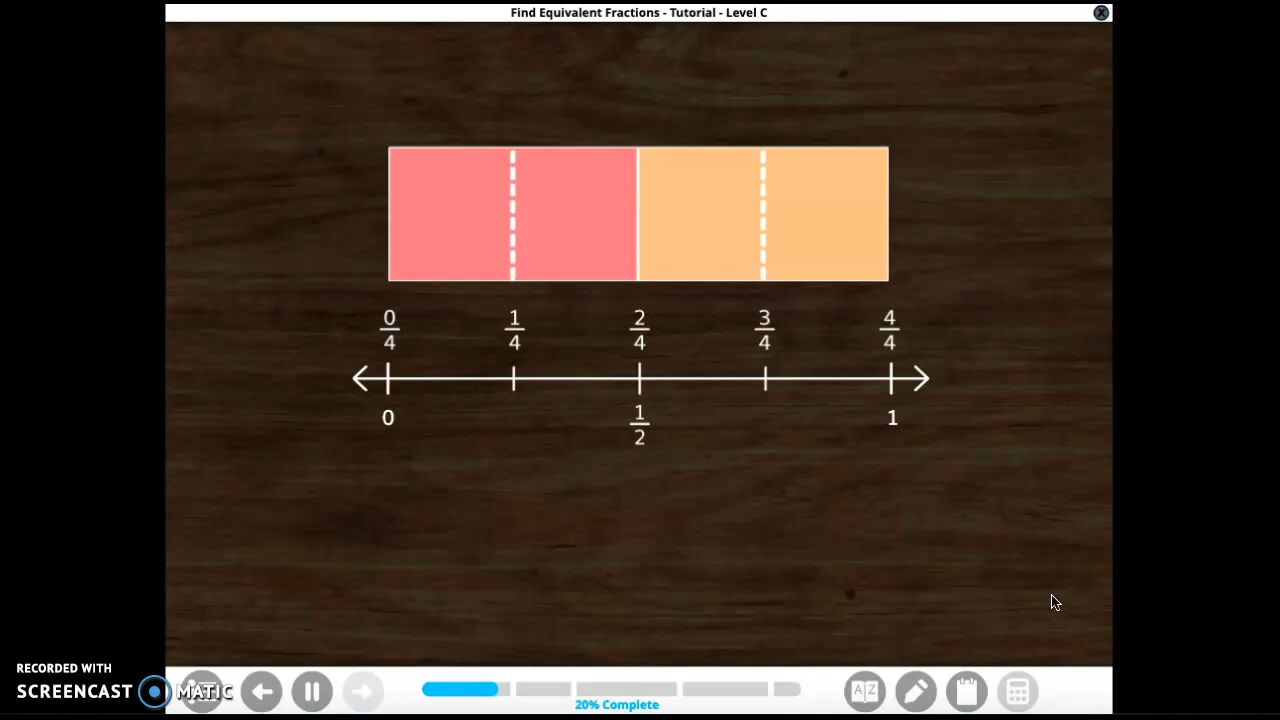 Find Equivalent Fractions - Tutorial - Level C
0/4 1/4 2/4 3/4 4/4
0 1/2 1
RECORDED WITH
SCREENCAST MATIC
A Z
20% Complete